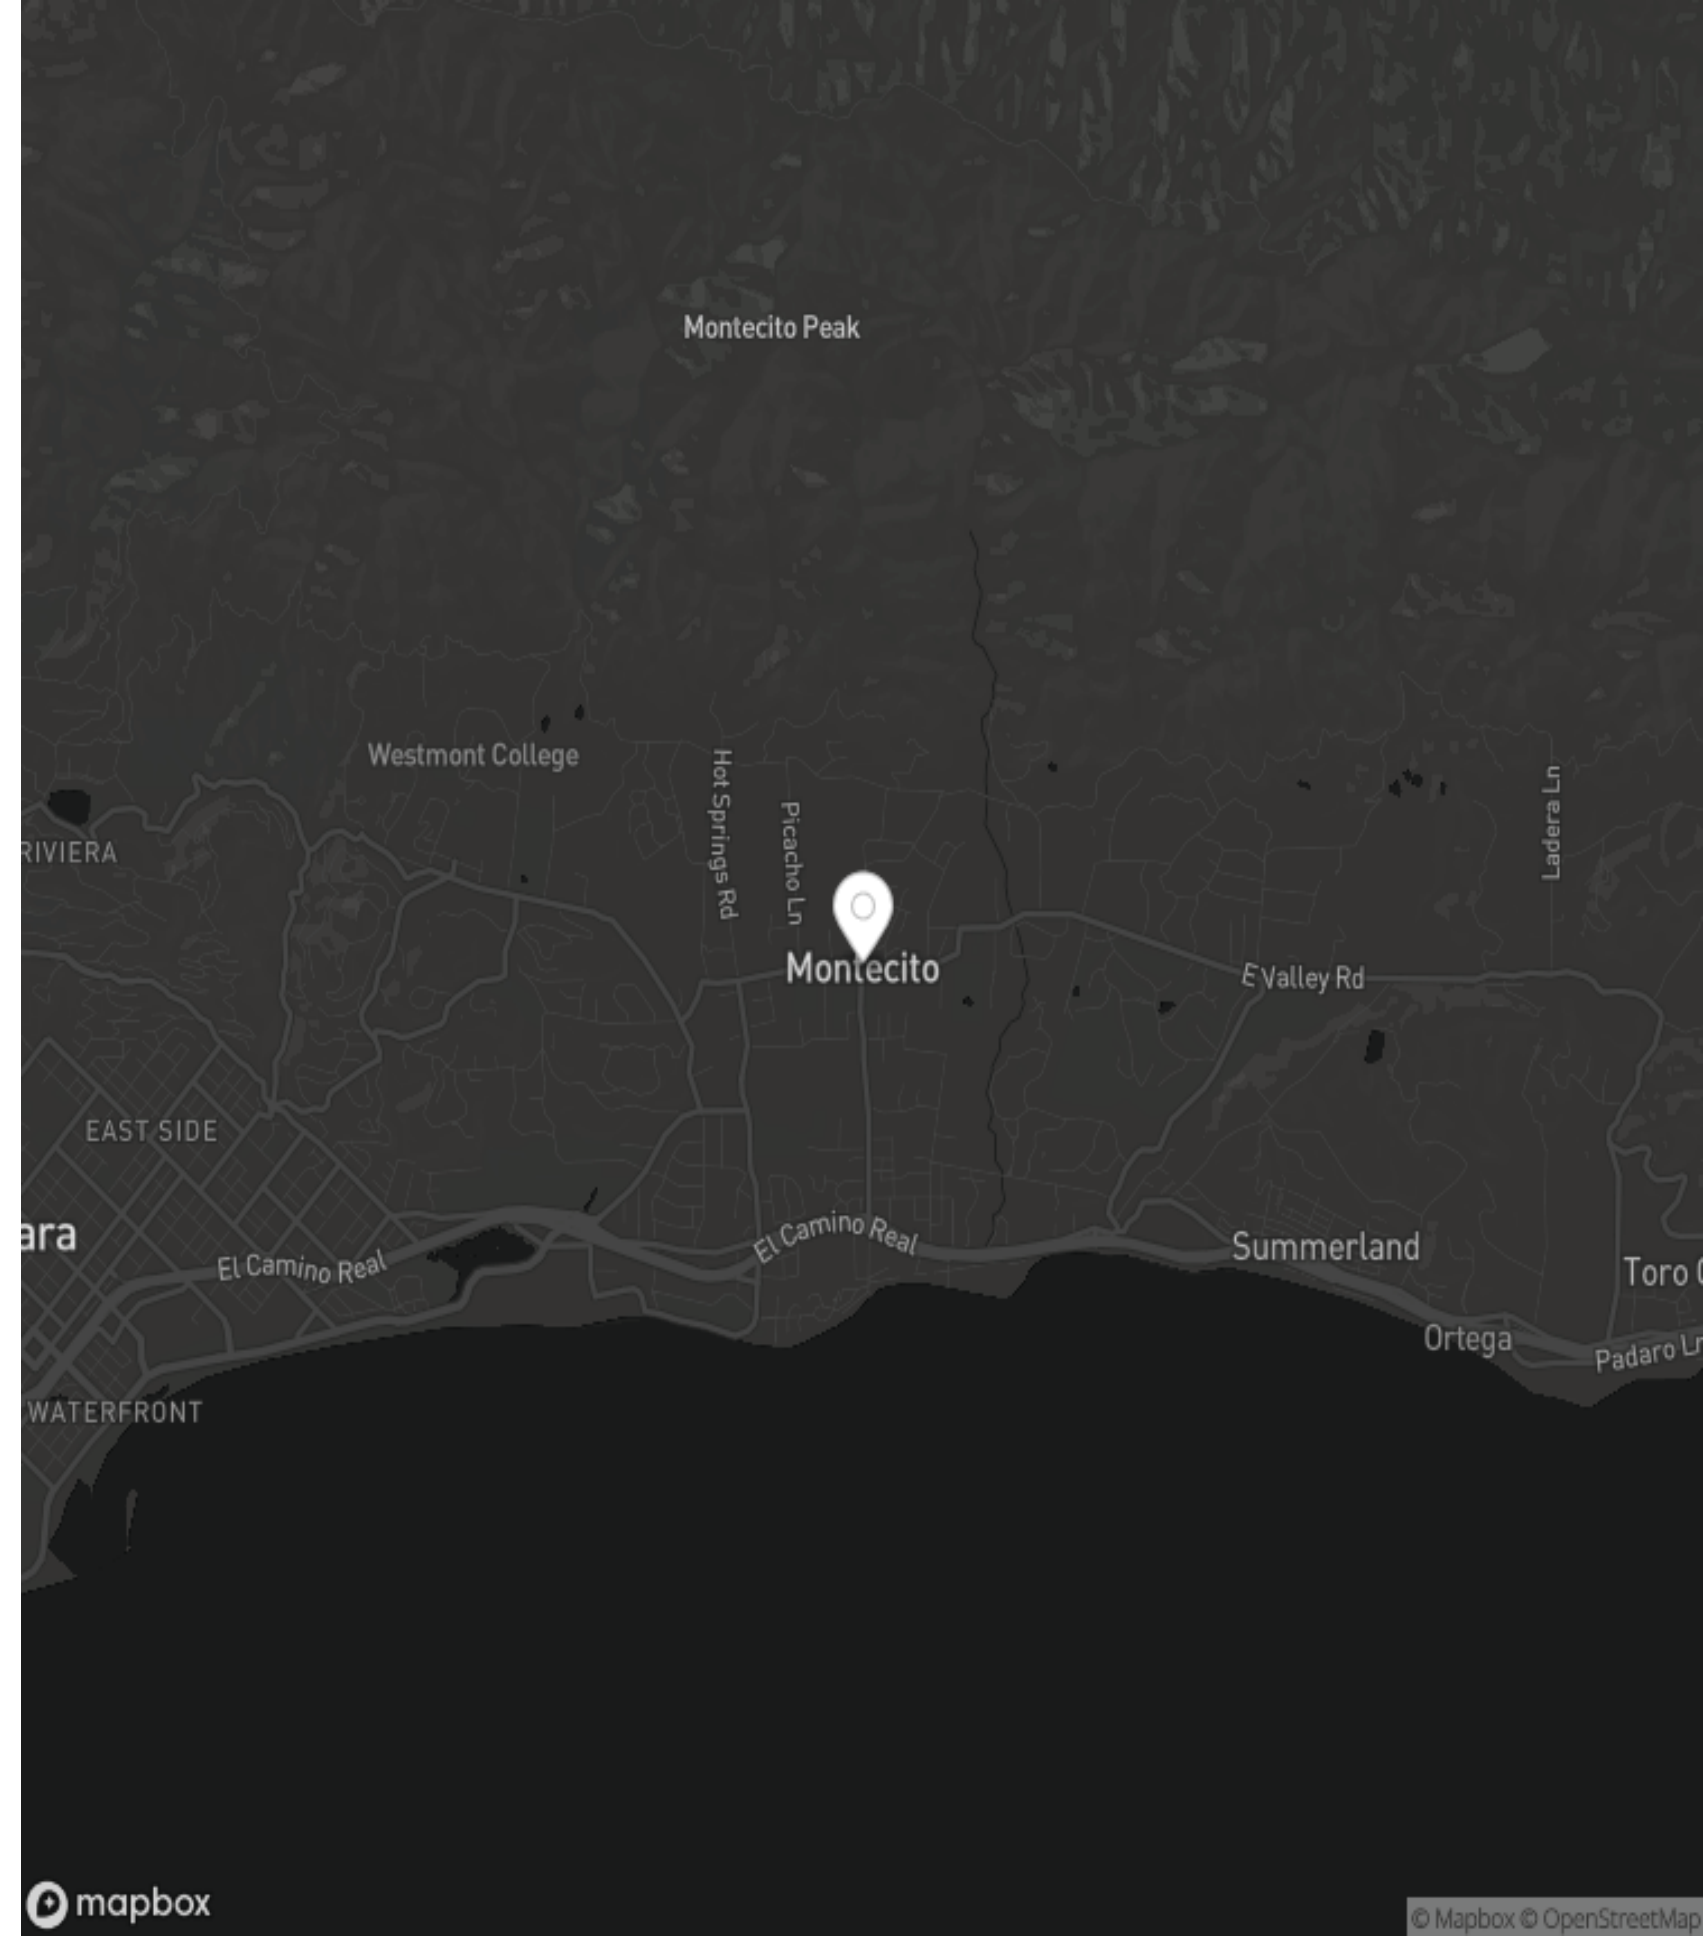 Montecito Peak
Westmont College
Hot Springs Rd
Picacho Ln
Ladera Ln
RIVIERA
Montecito
E Valley Rd
EAST SIDE
ara
El Camino Real
El Camino Real
Summerland
Toro C
Ortega
Padaro Ln
WATERFRONT
mapbox
© Mapbox © OpenStreetMap